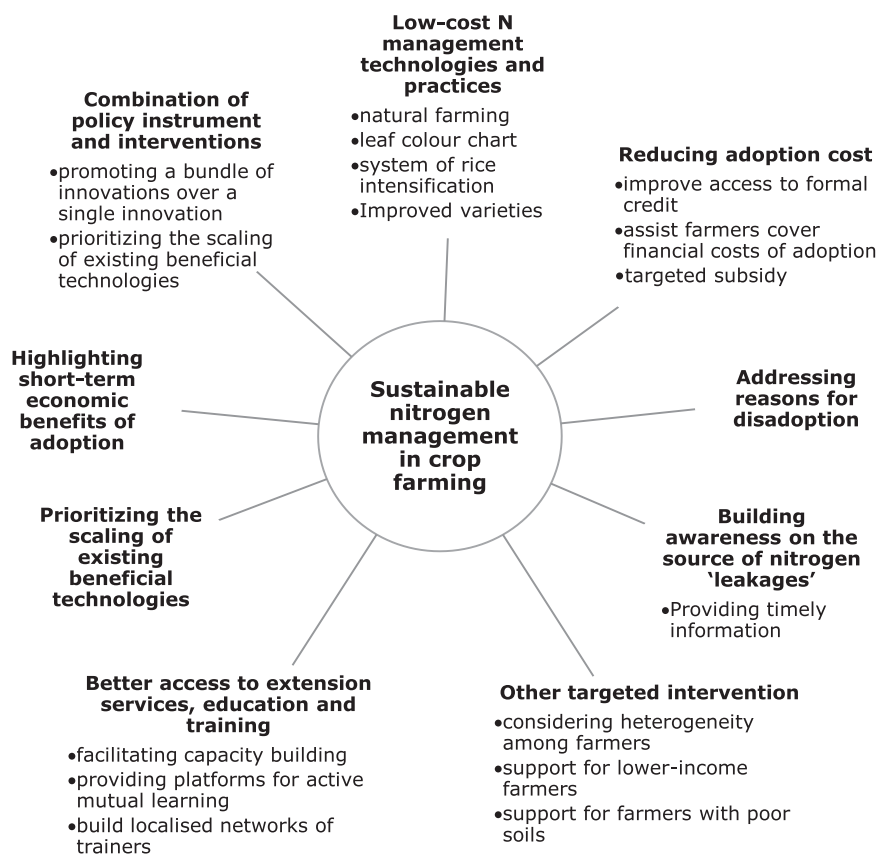 Low-cost N
management
technologies and
practices
•natural farming
•leaf colour chart
•system of rice
intensification
•Improved varieties
Combination of
policy instrument
and interventions
•promoting a bundle of
innovations over a
single innovation
•prioritizing the scaling
of existing beneficial
technologies
Reducing adoption cost
•improve access to formal
credit
•assist farmers cover
financial costs of adoption
•targeted subsidy
Highlighting
short-term
economic
benefits of
adoption
Sustainable
nitrogen
management
in crop
farming
Addressing
reasons for
disadoption
Prioritizing the
scaling of
existing
beneficial
technologies
Building
awareness on the
source of nitrogen
‘leakages’
•Providing timely
information
Better access to extension
services, education and
training
•facilitating capacity building
•providing platforms for active
mutual learning
•build localised networks of
trainers
Other targeted intervention
•considering heterogeneity
among farmers
•support for lower-income
farmers
•support for farmers with poor
soils